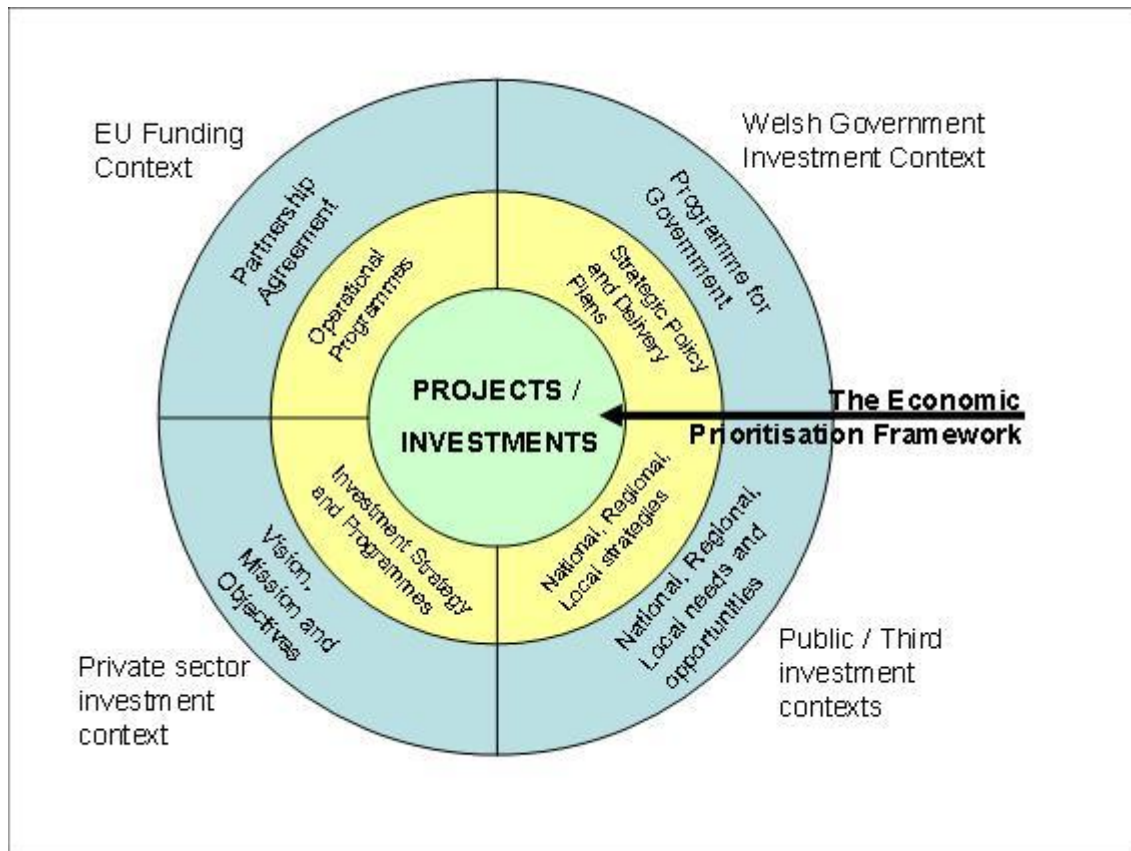 EU Funding
Context
Welsh Government
Investment Context
Partnership
Agreement
Programme for
Government
Operational
Programmes
Strategic Policy
and Delivery
Plans
PROJECTS /
INVESTMENTS
The Economic
Prioritisation Framework
Investment Strategy
and Programmes
National, Regional,
Local strategies
Vision,
Mission and
Objectives
National, Regional,
Local needs and
opportunities
Private sector
investment
context
Public / Third
investment
contexts